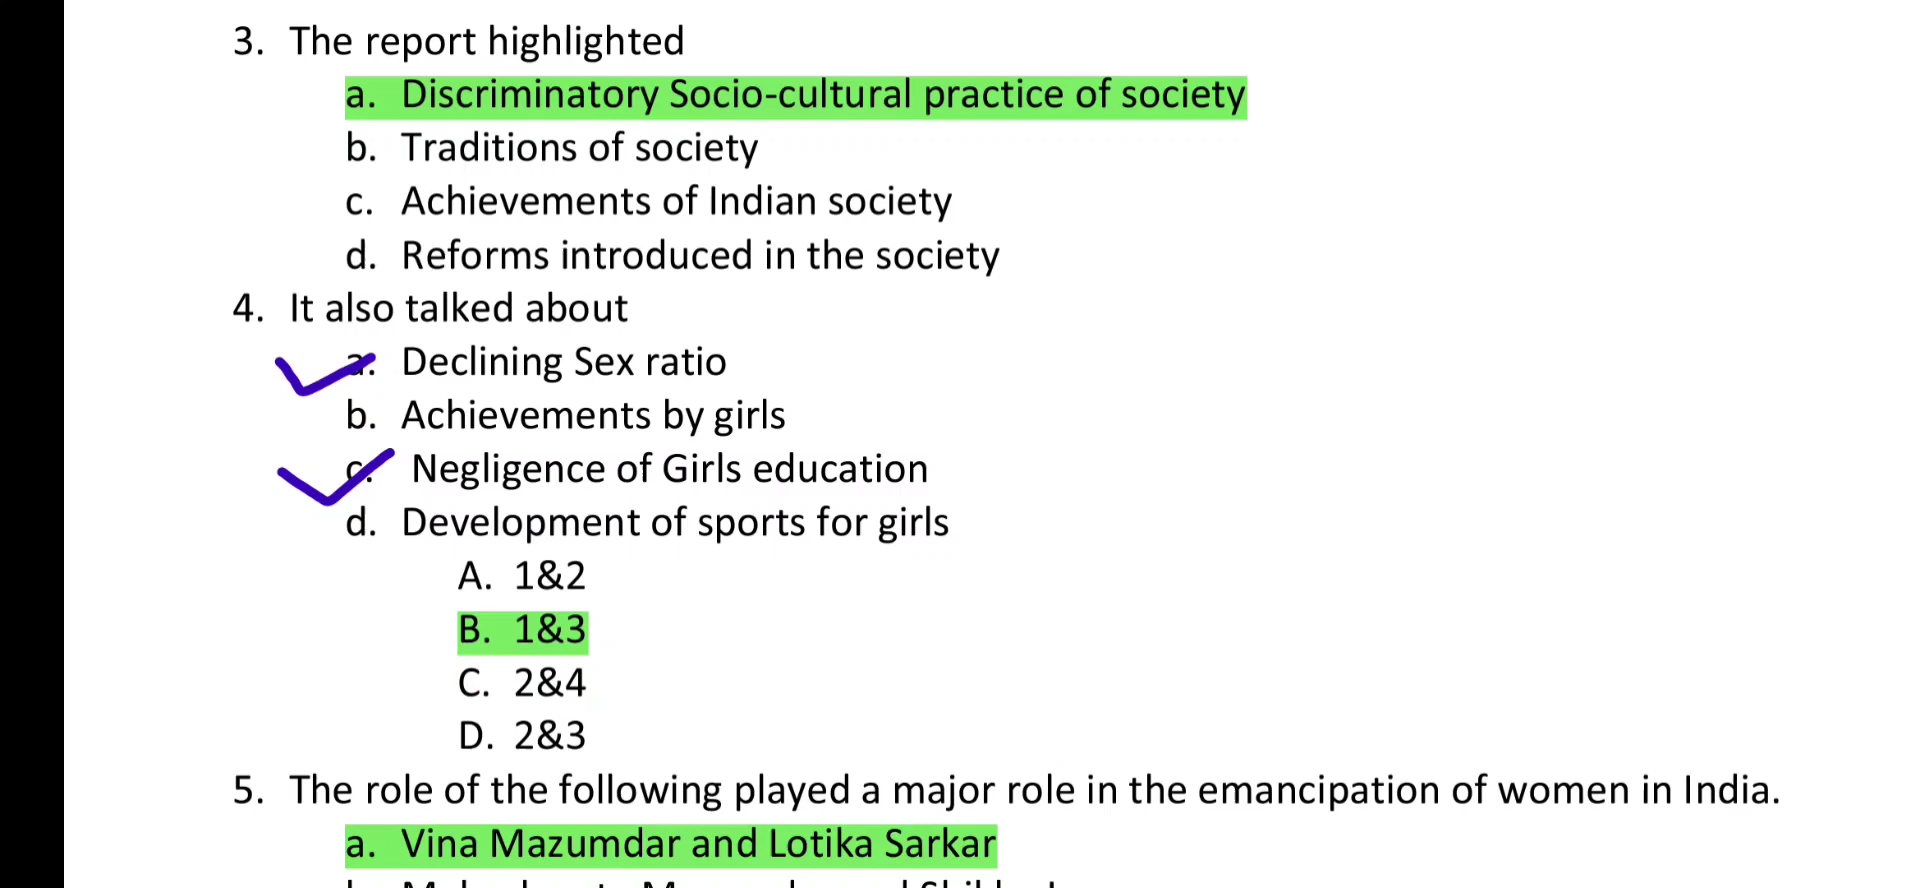 3. The report highlighted
a. Discriminatory Socio-cultural practice of society
b. Traditions of society
c. Achievements of Indian society
d. Reforms introduced in the society
4. It also talked about
a. Declining Sex ratio
b. Achievements by girls
c. Negligence of Girls education
d. Development of sports for girls
A. 1&2
B. 1&3
C. 2&4
D. 2&3
5. The role of the following played a major role in the emancipation of women in India.
a. Vina Mazumdar and Lotika Sarkar